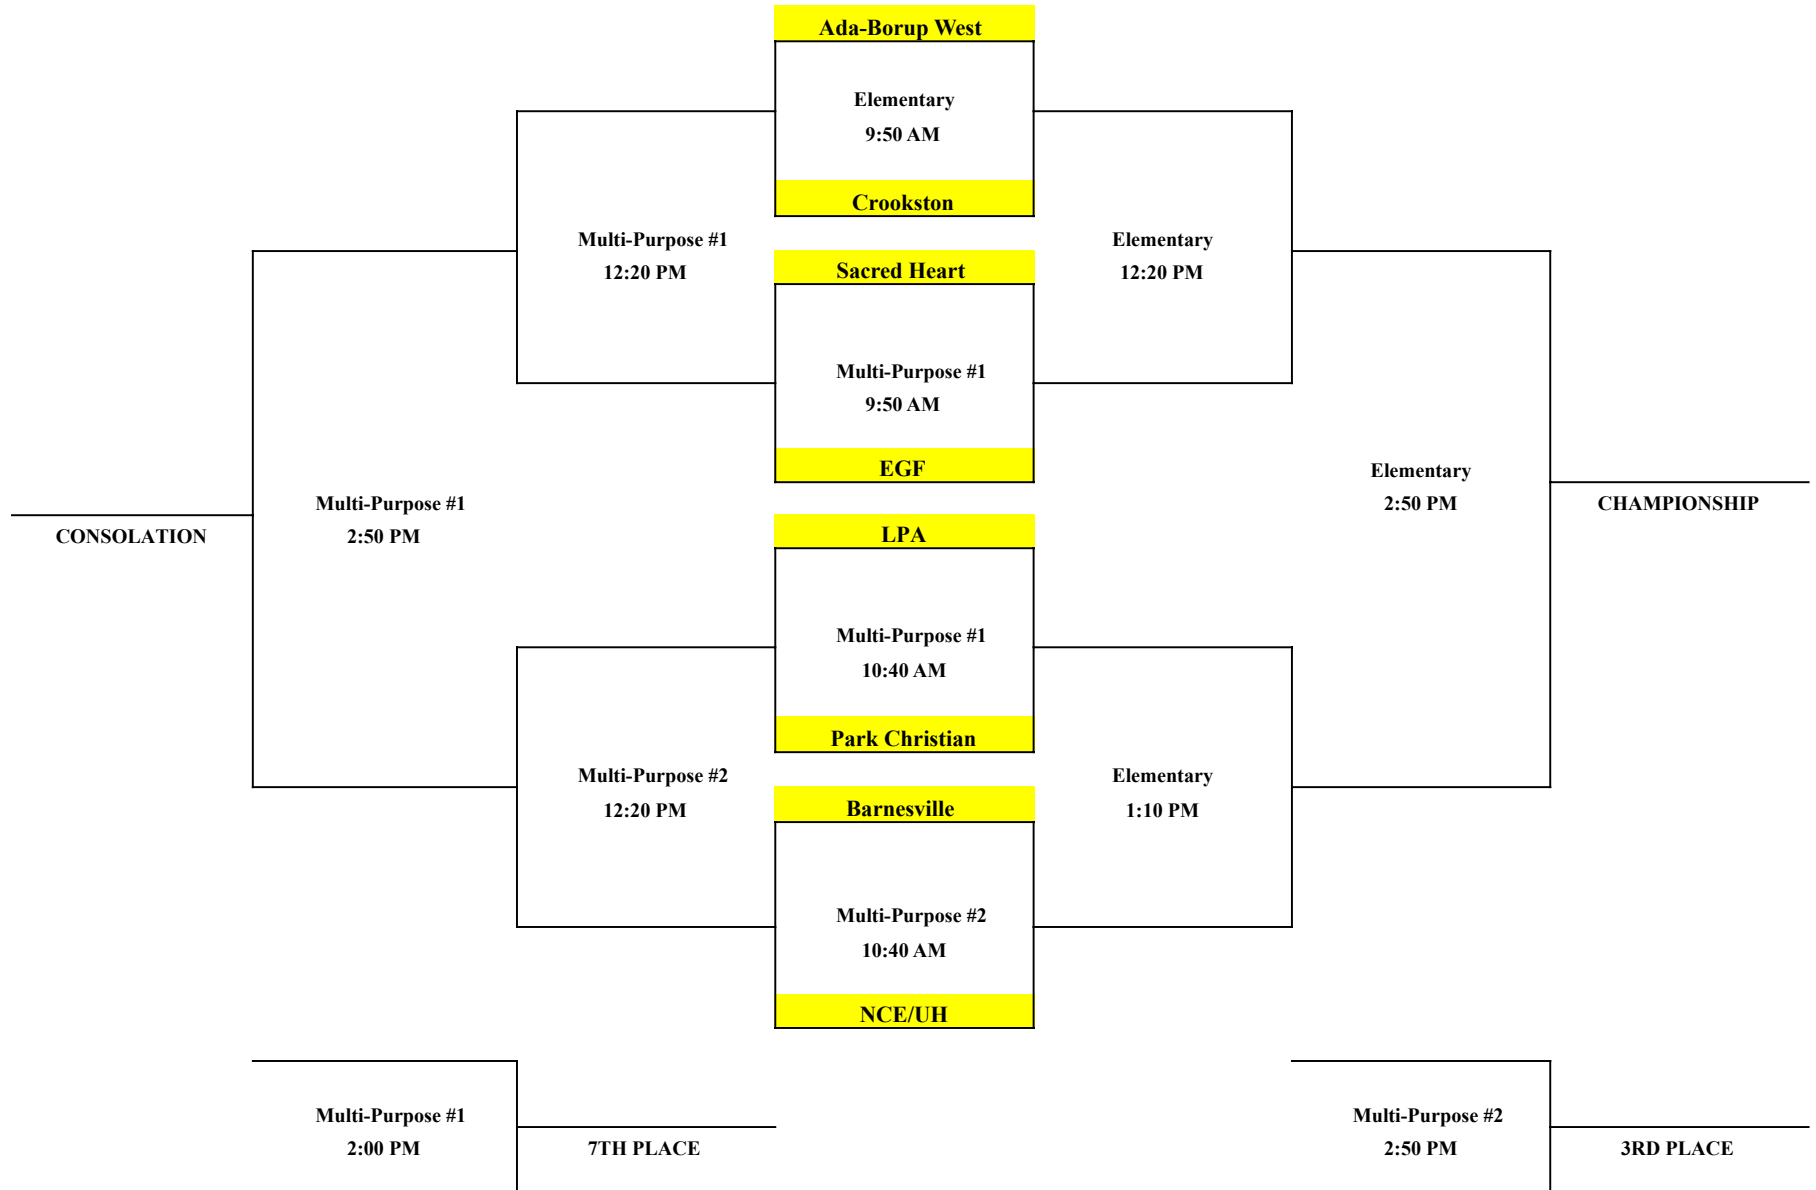 Ada-Borup West
Elementary
9:50 AM
Crookston
Multi-Purpose #1
12:20 PM
Elementary
12:20 PM
Sacred Heart
Multi-Purpose #1
9:50 AM
EGF
Multi-Purpose #1
2:50 PM
CONSOLATION
Elementary
2:50 PM
CHAMPIONSHIP
LPA
Multi-Purpose #1
10:40 AM
Park Christian
Multi-Purpose #2
12:20 PM
Elementary
1:10 PM
Barnesville
Multi-Purpose #2
10:40 AM
NCE/UH
Multi-Purpose #1
2:00 PM
7TH PLACE
Multi-Purpose #2
2:50 PM
3RD PLACE